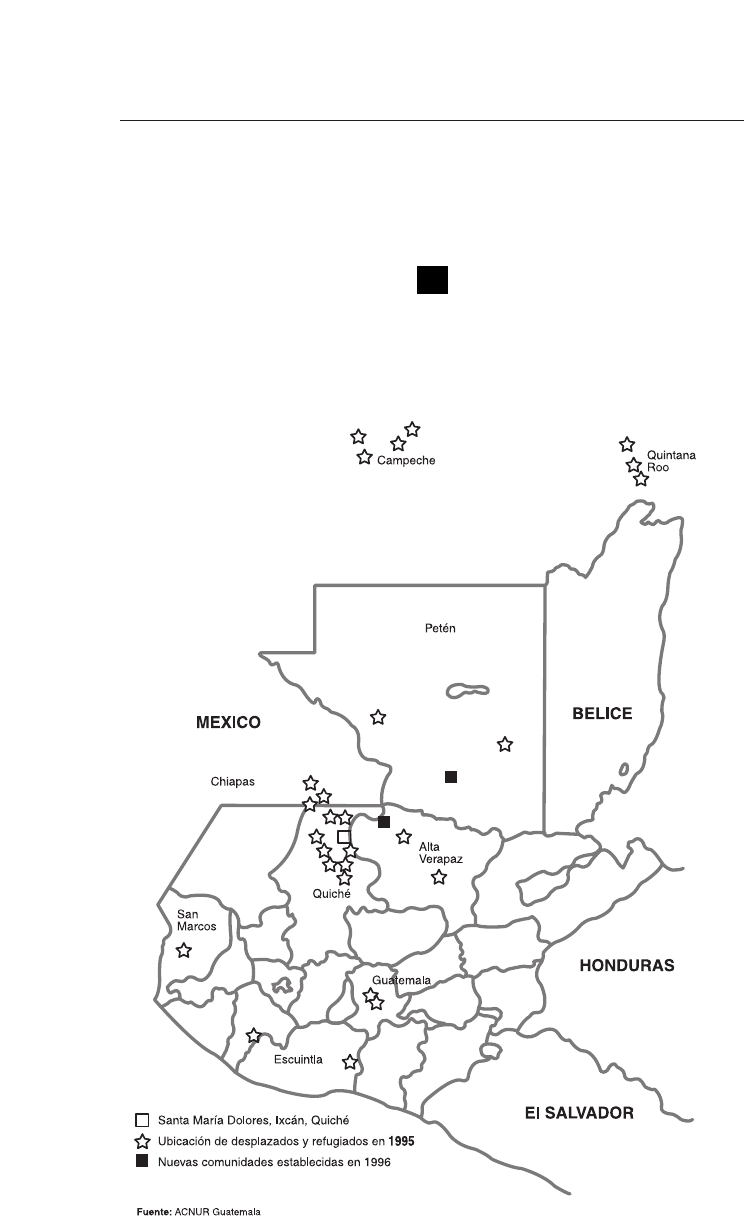 Campeche
Quintana
Roo
Petén
BELICE
MEXICO
Chiapas
Alta
Verapaz
Quiché
San
Marcos
HONDURAS
Guatemala
Escuintla
El SALVADOR
Santa María Dolores, Ixcán, Quiché
Ubicación de desplazados y refugiados en 1995
Nuevas comunidades establecidas en 1996
Fuente: ACNUR Guatemala